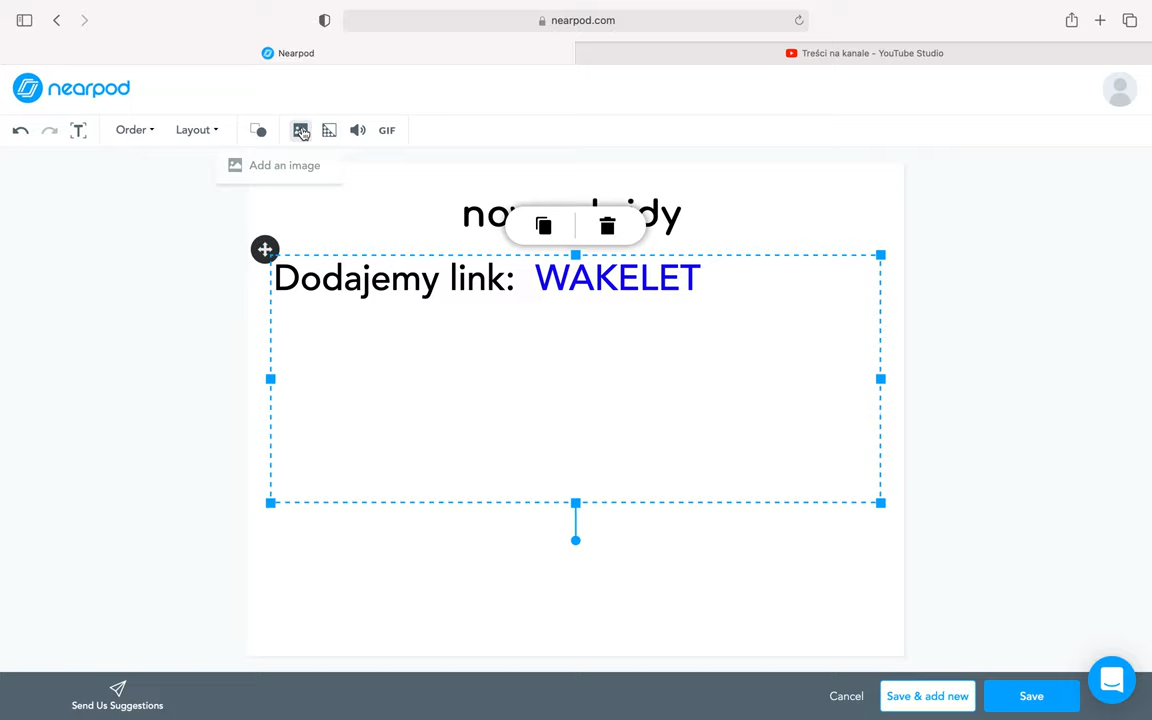 nearpod.com
Nearpod
Treści na kanale - YouTube Studio
nearpod
Order
Layout
GIF
Add an image
Dodajemy link: WAKELET
Send Us Suggestions
Cancel
Save & add new
Save